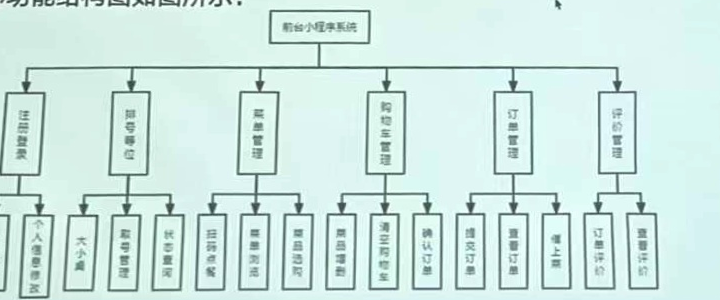 功能结构图如图所示：
前台小程序系统
注册登录
排号等位
菜单管理
购物车管理
订单管理
评价管理
个人信息修改
大小桌
取号管理
状态查阅
扫码点餐
菜单浏览
菜品选购
菜品增删
清空购物车
确认订单
提交订单
查看订单
催上菜
订单评价
查看评价